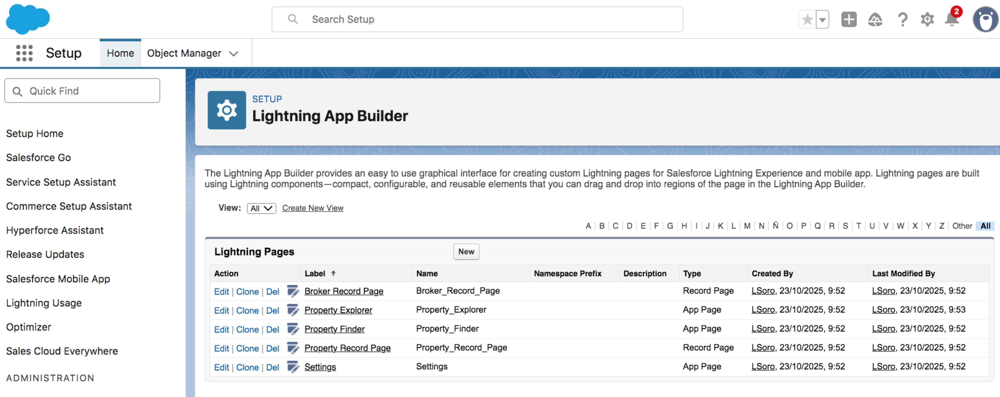 Search Setup
2
Setup
Home
Object Manager
Quick Find
Setup Home
Salesforce Go
Service Setup Assistant
Commerce Setup Assistant
Hyperforce Assistant
Release Updates
Salesforce Mobile App
Lightning Usage
Optimizer
Sales Cloud Everywhere
ADMINISTRATION
SETUP
Lightning App Builder
The Lightning App Builder provides an easy to use graphical interface for creating custom Lightning pages for Salesforce Lightning Experience and mobile app. Lightning pages are built
using Lightning components—compact, configurable, and reusable elements that you can drag and drop into regions of the page in the Lightning App Builder.
View: All Create New View
A | B | C | D | E | F | G | H | I | J | K | L | M | N | Ñ | O | P | Q | R | S | T | U | V | W | X | Y | Z | Other | All
Lightning Pages New
Action Label ↑ Name Namespace Prefix Description Type Created By Last Modified By
Edit | Clone | Del Broker Record Page Broker_Record_Page Record Page LSoro, 23/10/2025, 9:52 LSoro, 23/10/2025, 9:52
Edit | Clone | Del Property Explorer Property_Explorer App Page LSoro, 23/10/2025, 9:52 LSoro, 23/10/2025, 9:53
Edit | Clone | Del Property Finder Property_Finder App Page LSoro, 23/10/2025, 9:52 LSoro, 23/10/2025, 9:52
Edit | Clone | Del Property Record Page Property_Record_Page Record Page LSoro, 23/10/2025, 9:52 LSoro, 23/10/2025, 9:52
Edit | Clone | Del Settings Settings App Page LSoro, 23/10/2025, 9:52 LSoro, 23/10/2025, 9:52